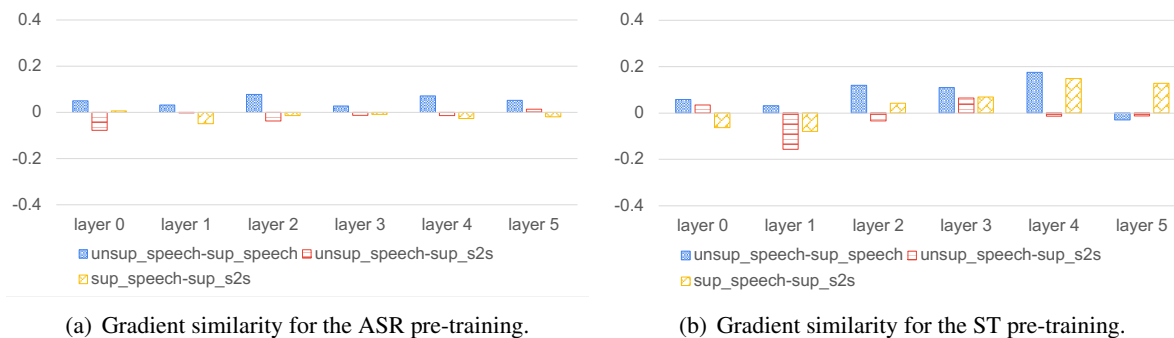 0.4
0.2
0
-0.2
-0.4
layer 0 layer 1 layer 2 layer 3 layer 4 layer 5
unsup_speech-sup_speech unsup_speech-sup_s2s
sup_speech-sup_s2s
(a) Gradient similarity for the ASR pre-training.
0.4
0.2
0
-0.2
-0.4
layer 0 layer 1 layer 2 layer 3 layer 4 layer 5
unsup_speech-sup_speech unsup_speech-sup_s2s
sup_speech-sup_s2s
(b) Gradient similarity for the ST pre-training.